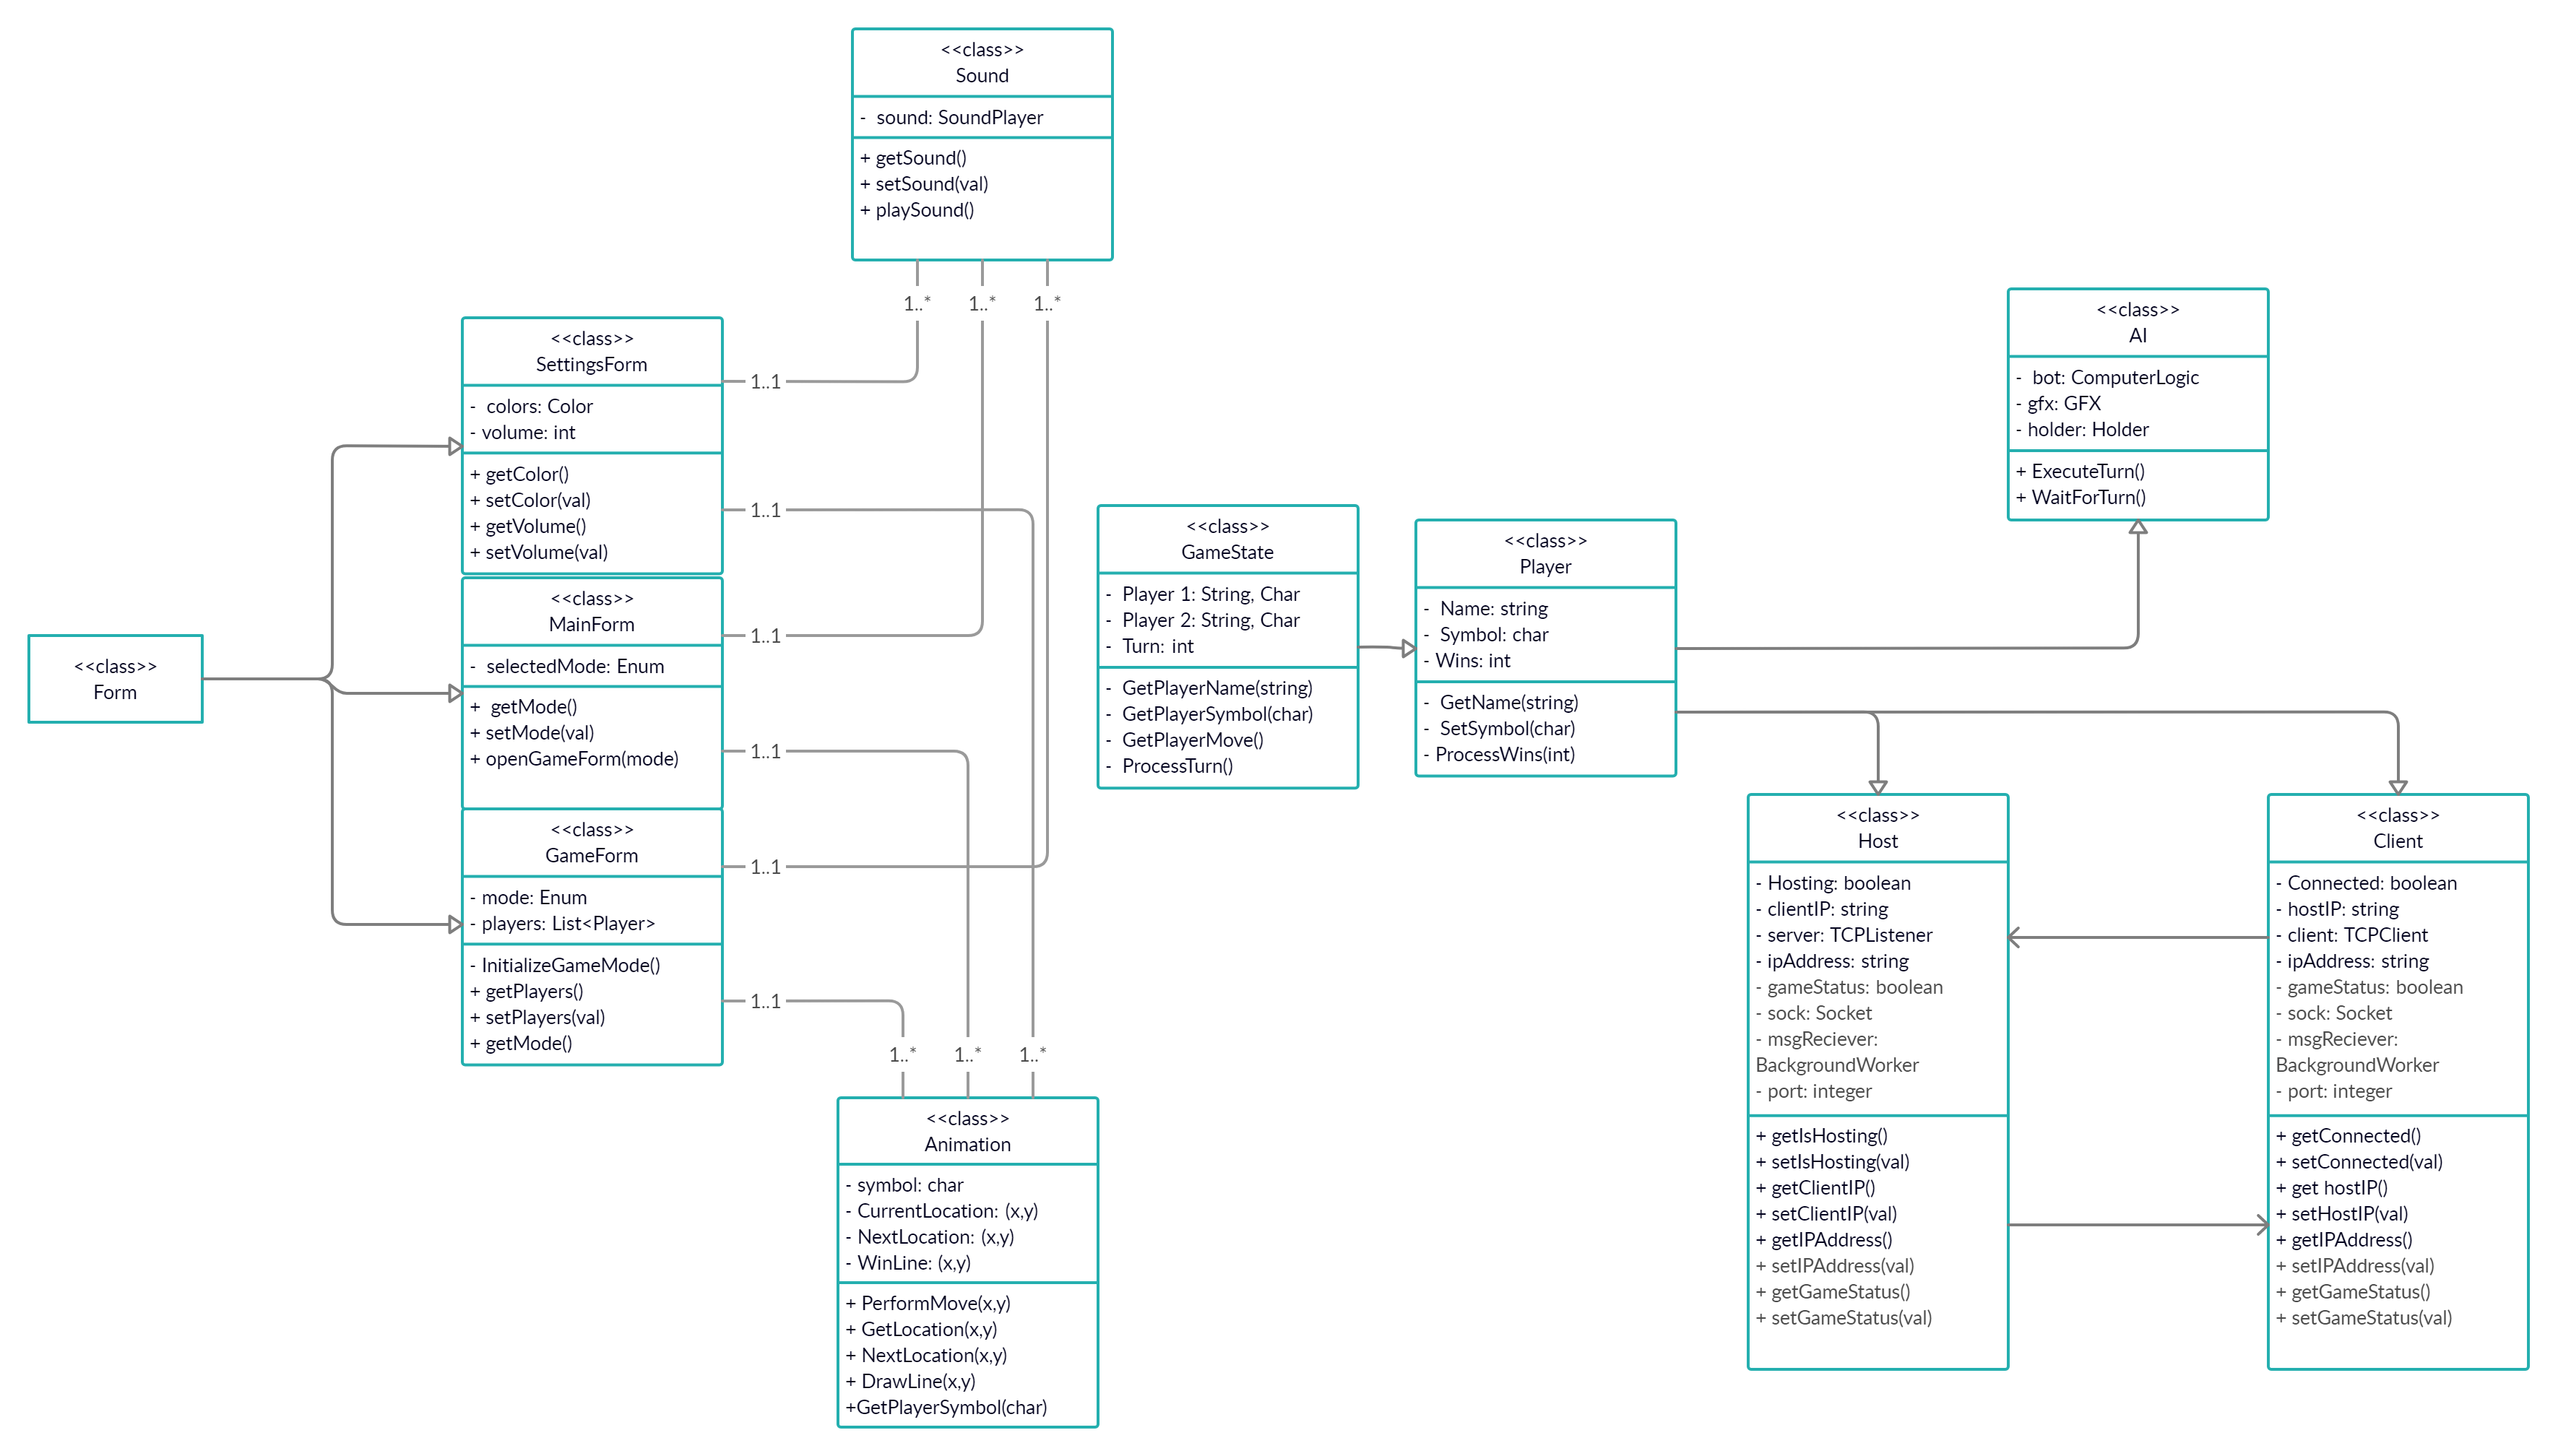 <<class>>
Sound
- sound: SoundPlayer
+ getSound()
+ setSound(val)
+ playSound()
1..*
1..*
1..*
<<class>>
SettingsForm
- colors: Color
- volume: int
+ getColor()
+ setColor(val)
+ getVolume()
+ setVolume(val)
1..1
1..1
<<class>>
MainForm
- selectedMode: Enum
+ getMode()
+ setMode(val)
+ openGameForm(mode)
1..1
1..1
<<class>>
Form
<<class>>
GameForm
- mode: Enum
- players: List<Player>
- InitializeGameMode()
+ getPlayers()
+ setPlayers(val)
+ getMode()
1..1
1..1
1..*
1..*
1..*
<<class>>
Animation
- symbol: char
- CurrentLocation: (x,y)
- NextLocation: (x,y)
- WinLine: (x,y)
+ PerformMove(x,y)
+ GetLocation(x,y)
+ NextLocation(x,y)
+ DrawLine(x,y)
+GetPlayerSymbol(char)
<<class>>
GameState
- Player 1: String, Char
- Player 2: String, Char
- Turn: int
- GetPlayerName(string)
- GetPlayerSymbol(char)
- GetPlayerMove()
- ProcessTurn()
<<class>>
Player
- Name: string
- Symbol: char
- Wins: int
- GetName(string)
- SetSymbol(char)
- ProcessWins(int)
<<class>>
AI
- bot: ComputerLogic
- gfx: GFX
- holder: Holder
+ ExecuteTurn()
+ WaitForTurn()
<<class>>
Host
- Hosting: boolean
- clientIP: string
- server: TCPListener
- ipAddress: string
- gameStatus: boolean
- sock: Socket
- msgReciever:
BackgroundWorker
- port: integer
+ getIsHosting()
+ setIsHosting(val)
+ getClientIP()
+ setClientIP(val)
+ getIPAddress()
+ setIPAddress(val)
+ getGameStatus()
+ setGameStatus(val)
<<class>>
Client
- Connected: boolean
- hostIP: string
- client: TCPClient
- ipAddress: string
- gameStatus: boolean
- sock: Socket
- msgReciever:
BackgroundWorker
- port: integer
+ getConnected()
+ setConnected(val)
+ get hostIP()
+ setHostIP(val)
+ getIPAddress()
+ setIPAddress(val)
+ getGameStatus()
+ setGameStatus(val)